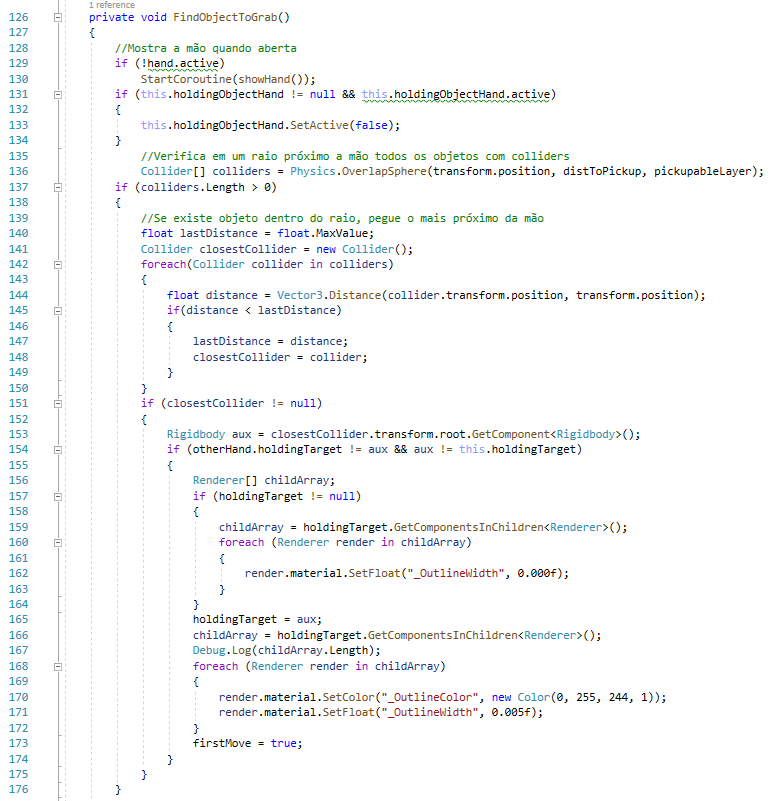 1 reference
126 private void FindObjectToGrab()
127 {
128 //Mostra a mão quando aberta
129 if (!hand.active)
130 StartCoroutine(showHand());
131 if (this.holdingObjectHand != null && this.holdingObjectHand.active)
132 {
133 this.holdingObjectHand.SetActive(false);
134 }
135 //Verifica em um raio próximo a mão todos os objetos com colliders
136 Collider[] colliders = Physics.OverlapSphere(transform.position, distToPickup, pickupableLayer);
137 if (colliders.Length > 0)
138 {
139 //Se existe objeto dentro do raio, pegue o mais próximo da mão
140 float lastDistance = float.MaxValue;
141 Collider closestCollider = new Collider();
142 foreach(Collider collider in colliders)
143 {
144 float distance = Vector3.Distance(collider.transform.position, transform.position);
145 if(distance < lastDistance)
146 {
147 lastDistance = distance;
148 closestCollider = collider;
149 }
150 }
151 if (closestCollider != null)
152 {
153 Rigidbody aux = closestCollider.transform.root.GetComponent<Rigidbody>();
154 if (otherHand.holdingTarget != aux && aux != this.holdingTarget)
155 {
156 Renderer[] childArray;
157 if (holdingTarget != null)
158 {
159 childArray = holdingTarget.GetComponentsInChildren<Renderer>();
160 foreach (Renderer render in childArray)
161 {
162 render.material.SetFloat("_OutlineWidth", 0.000f);
163 }
164 }
165 holdingTarget = aux;
166 childArray = holdingTarget.GetComponentsInChildren<Renderer>();
167 Debug.Log(childArray.Length);
168 foreach (Renderer render in childArray)
169 {
170 render.material.SetColor("_OutlineColor", new Color(0, 255, 244, 1));
171 render.material.SetFloat("_OutlineWidth", 0.005f);
172 }
173 firstMove = true;
174 }
175 }
176 }